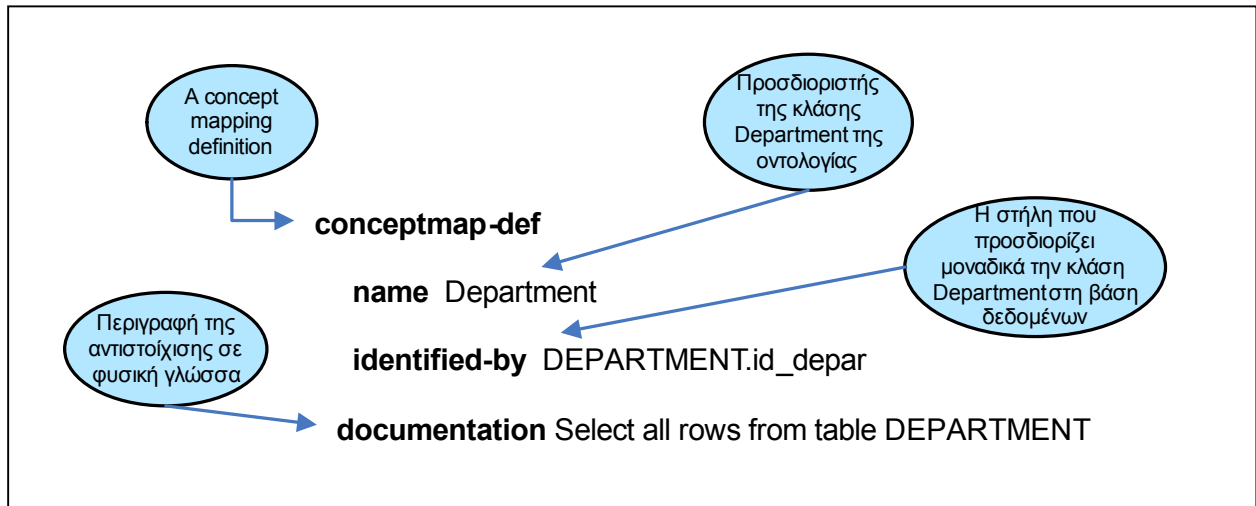 A concept
mapping
definition
Προσδιοριστής
της κλάσης
Department της
οντολογίας
conceptmap-def
Η στήλη που
προσδιορίζει
μοναδικά την κλάση
Department στη βάση
δεδομένων
name Department
Περιγραφή της
αντιστοίχισης σε
φυσική γλώσσα
identified-by DEPARTMENT.id_depar
documentation Select all rows from table DEPARTMENT